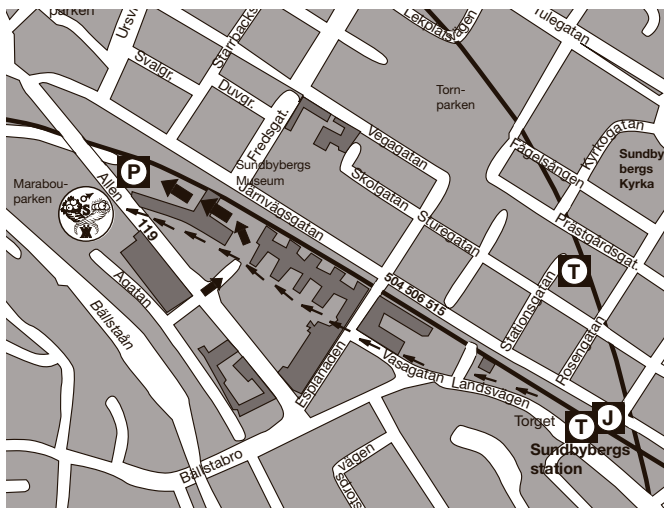 parken
Ursv
Starrbäcks
Svalgr.
Duvgr.
Fredsgat.
Lekplatsvägen
Tulegatan
Torn-
parken
Vegagatan
Kyrkogatan
Fågelsången
Sundby
bergs
Kyrka
Sundbybergs
Museum
Skolgatan
Sturegatan
Järnvägsgatan
Prästgårdsgat.
P
Marabou-
parken
Allén
119
S
Agatan
Bällstaån
504 506 515
T
Stationsgatan
Rosengatan
Esplanaden
Vasagatan
Landsvägen
Torget
T
J
Sundbybergs
station
Bällstabro
vägen